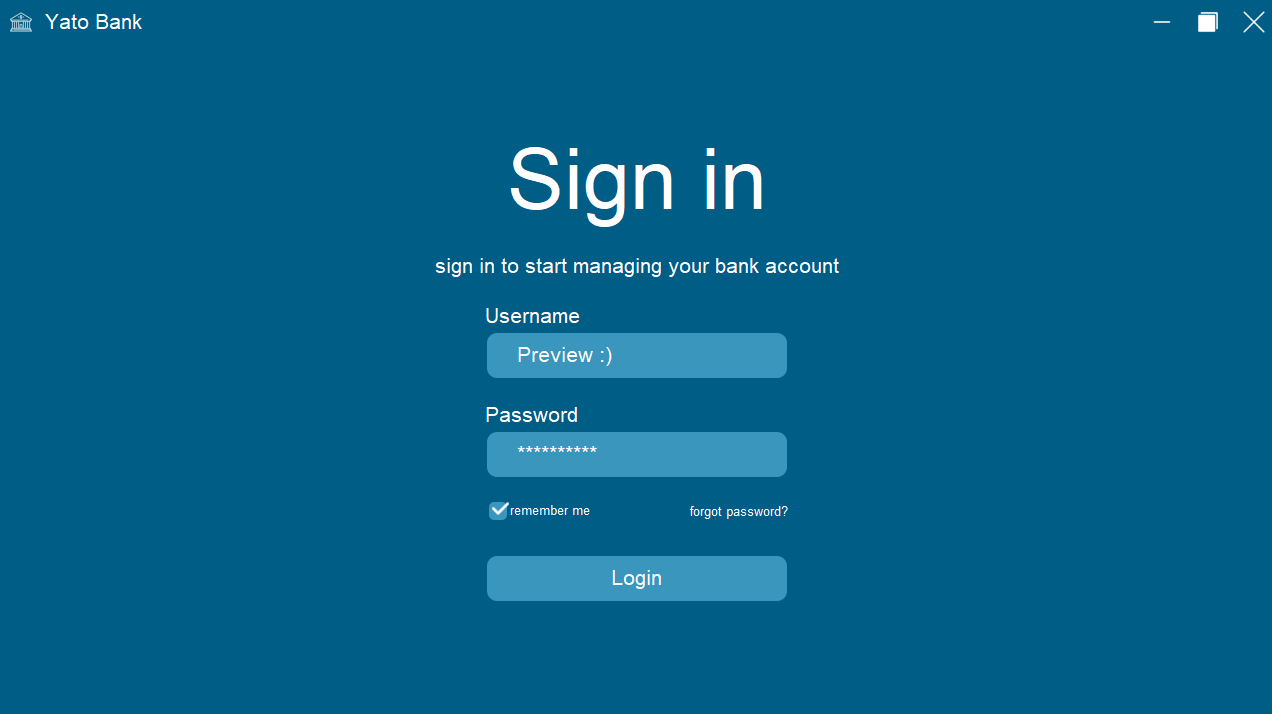 Yato Bank
Sign in
sign in to start managing your bank account
Username
Preview :)
Password
**********
remember me
forgot password?
Login